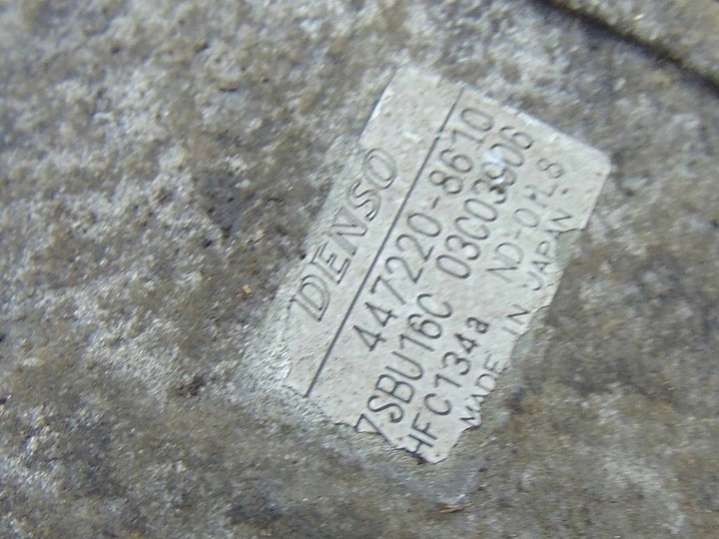 DENSO
447220-8610
7SBU16C 03C03906
HFC134a ND-OIL8
MADE IN JAPAN